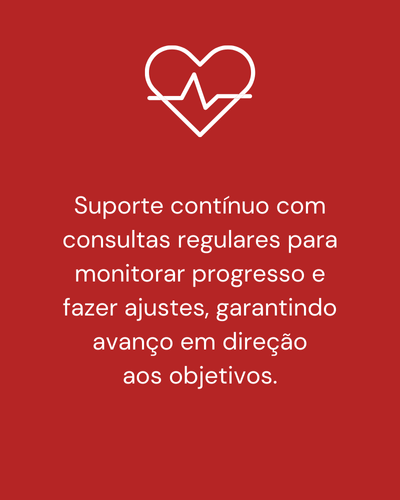 Suporte contínuo com
consultas regulares para
monitorar progresso e
fazer ajustes, garantindo
avanço em direção
aos objetivos.